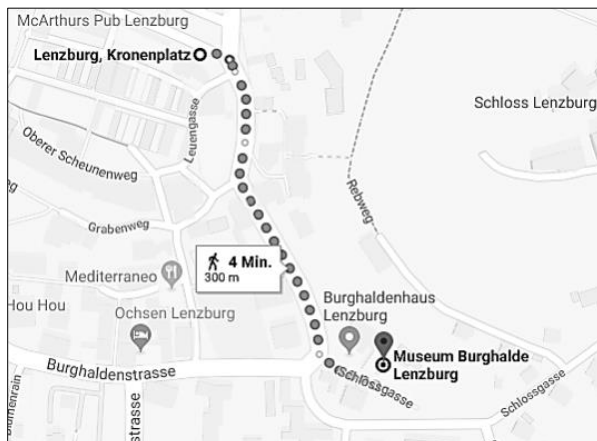 McArthurs Pub Lenzburg
Lenzburg, Kronenplatz
Schloss Lenzburg
Leuengasse
Oberer Scheunenweg
Rebweg
Grabenweg
4 Min.
300 m
Mediterraneo
Hou Hou
Burghaldenhaus
Lenzburg
Ochsen Lenzburg
Museum Burghalde
Lenzburg
Burghaldenstrasse
Schlossgasse
Schlossgasse